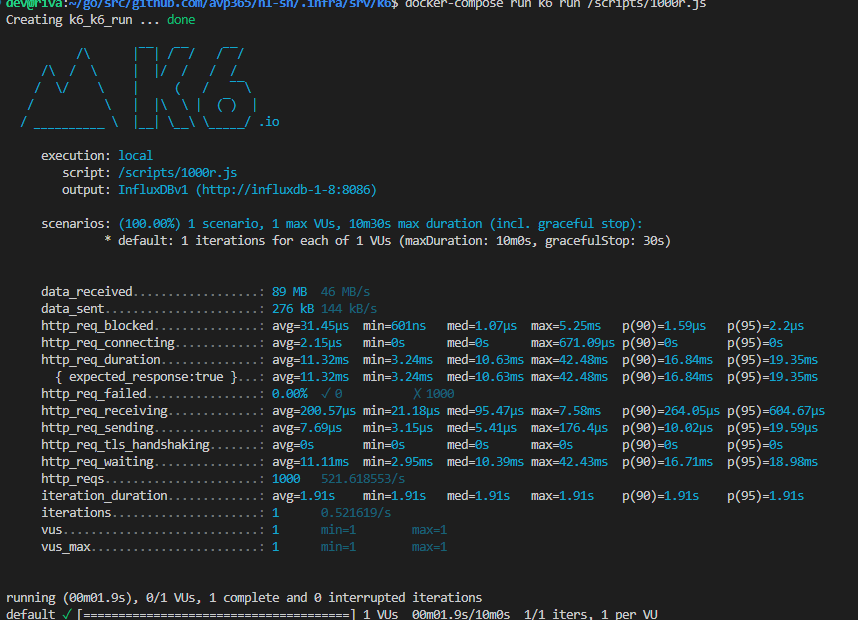 dev@riva:~/go/src/github.com/avp365/hl-sn/.infra/srv/k6$ docker-compose run k6 run /scripts/1000r.js
Creating k6_k6_run ... done
.io
execution: local
script: /scripts/1000r.js
output: InfluxDBv1 (http://influxdb-1-8:8086)
scenarios: (100.00%) 1 scenario, 1 max VUs, 10m30s max duration (incl. graceful stop):
* default: 1 iterations for each of 1 VUs (maxDuration: 10m0s, gracefulStop: 30s)
data_received..................: 89 MB 46 MB/s
data_sent......................: 276 kB 144 kB/s
http_req_blocked...............: avg=31.45µs min=601ns med=1.07µs max=5.25ms p(90)=1.59µs p(95)=2.2µs
http_req_connecting............: avg=2.15µs min=0s med=0s max=671.09µs p(90)=0s p(95)=0s
http_req_duration..............: avg=11.32ms min=3.24ms med=10.63ms max=42.48ms p(90)=16.84ms p(95)=19.35ms
{ expected_response:true }...: avg=11.32ms min=3.24ms med=10.63ms max=42.48ms p(90)=16.84ms p(95)=19.35ms
http_req_failed................: 0.00% ✓ 0 ✗ 1000
http_req_receiving.............: avg=200.57µs min=21.18µs med=95.47µs max=7.58ms p(90)=264.05µs p(95)=604.67µs
http_req_sending...............: avg=7.69µs min=3.15µs med=5.41µs max=176.4µs p(90)=10.02µs p(95)=19.59µs
http_req_tls_handshaking.......: avg=0s min=0s med=0s max=0s p(90)=0s p(95)=0s
http_req_waiting...............: avg=11.11ms min=2.95ms med=10.39ms max=42.43ms p(90)=16.71ms p(95)=18.98ms
http_reqs......................: 1000 521.618553/s
iteration_duration.............: avg=1.91s min=1.91s med=1.91s max=1.91s p(90)=1.91s p(95)=1.91s
iterations.....................: 1 0.521619/s
vus............................: 1 min=1 max=1
vus_max........................: 1 min=1 max=1
running (00m01.9s), 0/1 VUs, 1 complete and 0 interrupted iterations
default ✓ [======================================] 1 VUs 00m01.9s/10m0s 1/1 iters, 1 per VU